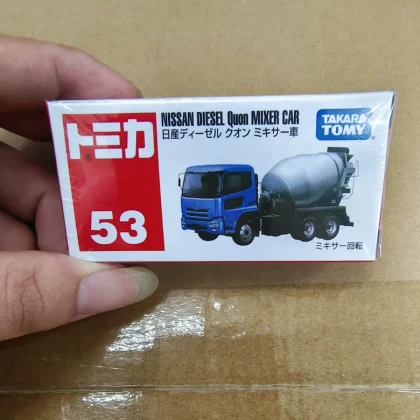 トミカ
53
NISSAN DIESEL Quon MIXER CAR
日産ディーゼル クオン ミキサー車
TAKARA
TOMY
ミキサー回転